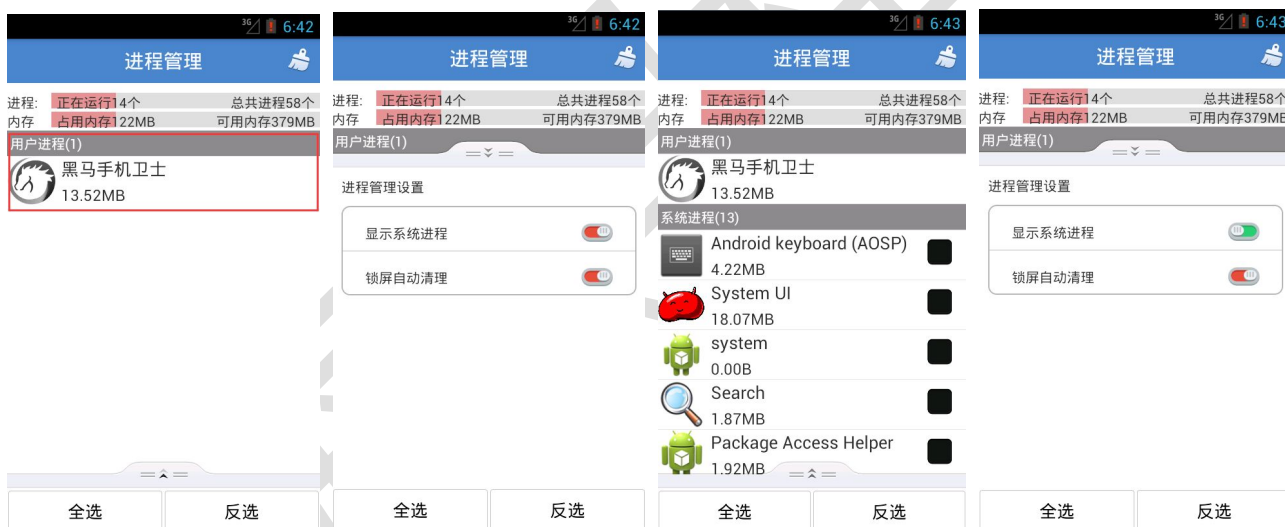 3G 6:42
进程管理
进程: 正在运行14个 总共进程58个
内存 占用内存122MB 可用内存379MB
用户进程(1)
黑马手机卫士
13.52MB
全选 反选
3G 6:42
进程管理
进程: 正在运行14个 总共进程58个
内存 占用内存122MB 可用内存379MB
用户进程(1)
进程管理设置
显示系统进程
锁屏自动清理
全选 反选
3G 6:43
进程管理
进程: 正在运行14个 总共进程58个
内存 占用内存122MB 可用内存379MB
用户进程(1)
黑马手机卫士
13.52MB
系统进程(13)
Android keyboard (AOSP)
4.22MB
System UI
18.07MB
system
0.00B
Search
1.87MB
Package Access Helper
1.92MB
全选 反选
3G 6:43
进程管理
进程: 正在运行14个 总共进程58个
内存 占用内存122MB 可用内存379MB
用户进程(1)
进程管理设置
显示系统进程
锁屏自动清理
全选 反选